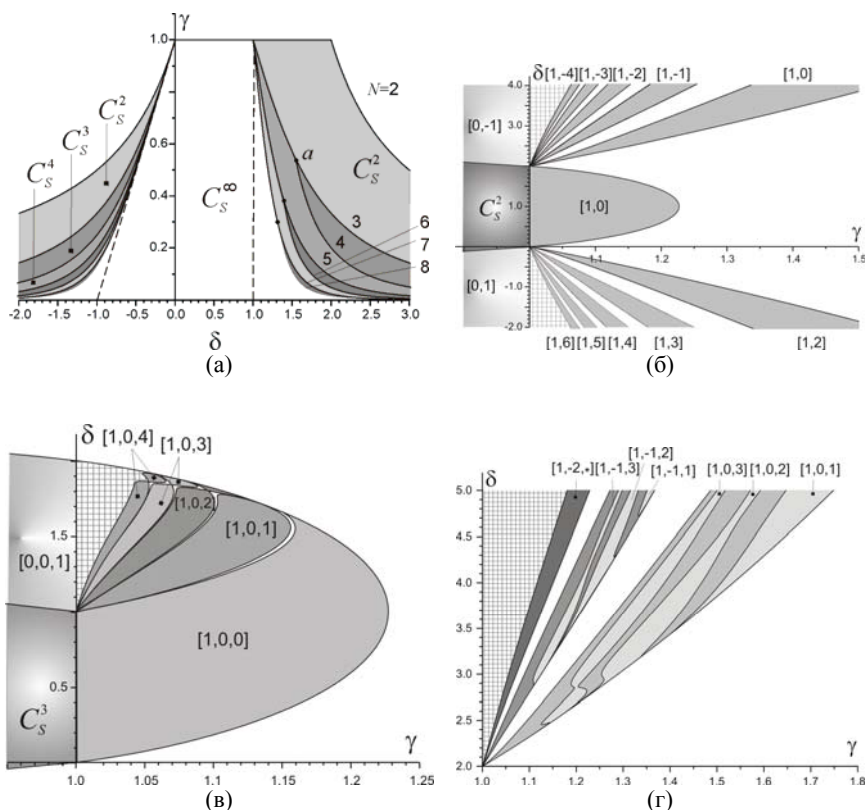 γ
1.0
0.8
0.6
0.4
0.2
-2.0 -1.5 -1.0 -0.5 0.0 0.5 1.0 1.5 2.0 2.5 3.0
δ
N=2
C_S^4 C_S^3 C_S^2
C_S^∞
a
C_S^2
3
4
5
6
7
8
(а)
δ [1,-4] [1,-3] [1,-2] [1,-1] [1,0]
4.0
[0,-1]
3.0
C_S^2
1.0
[1,0]
γ
1.1 1.2 1.3 1.4 1.5
[0,1]
-1.0
-2.0
[1,6] [1,5] [1,4] [1,3] [1,2]
(б)
δ [1,0,4] [1,0,3]
[1,0,2]
1.5
[0,0,1]
[1,0,1]
[1,0,0]
0.5
C_S^3
γ
1.0 1.05 1.10 1.15 1.20 1.25
(в)
[1,-1,2]
δ [1,-2,*] [1,-1,3] [1,-1,1] [1,0,3] [1,0,2] [1,0,1]
5.0
4.5
4.0
3.5
3.0
2.5
2.0
γ
1.0 1.1 1.2 1.3 1.4 1.5 1.6 1.7 1.8
(г)